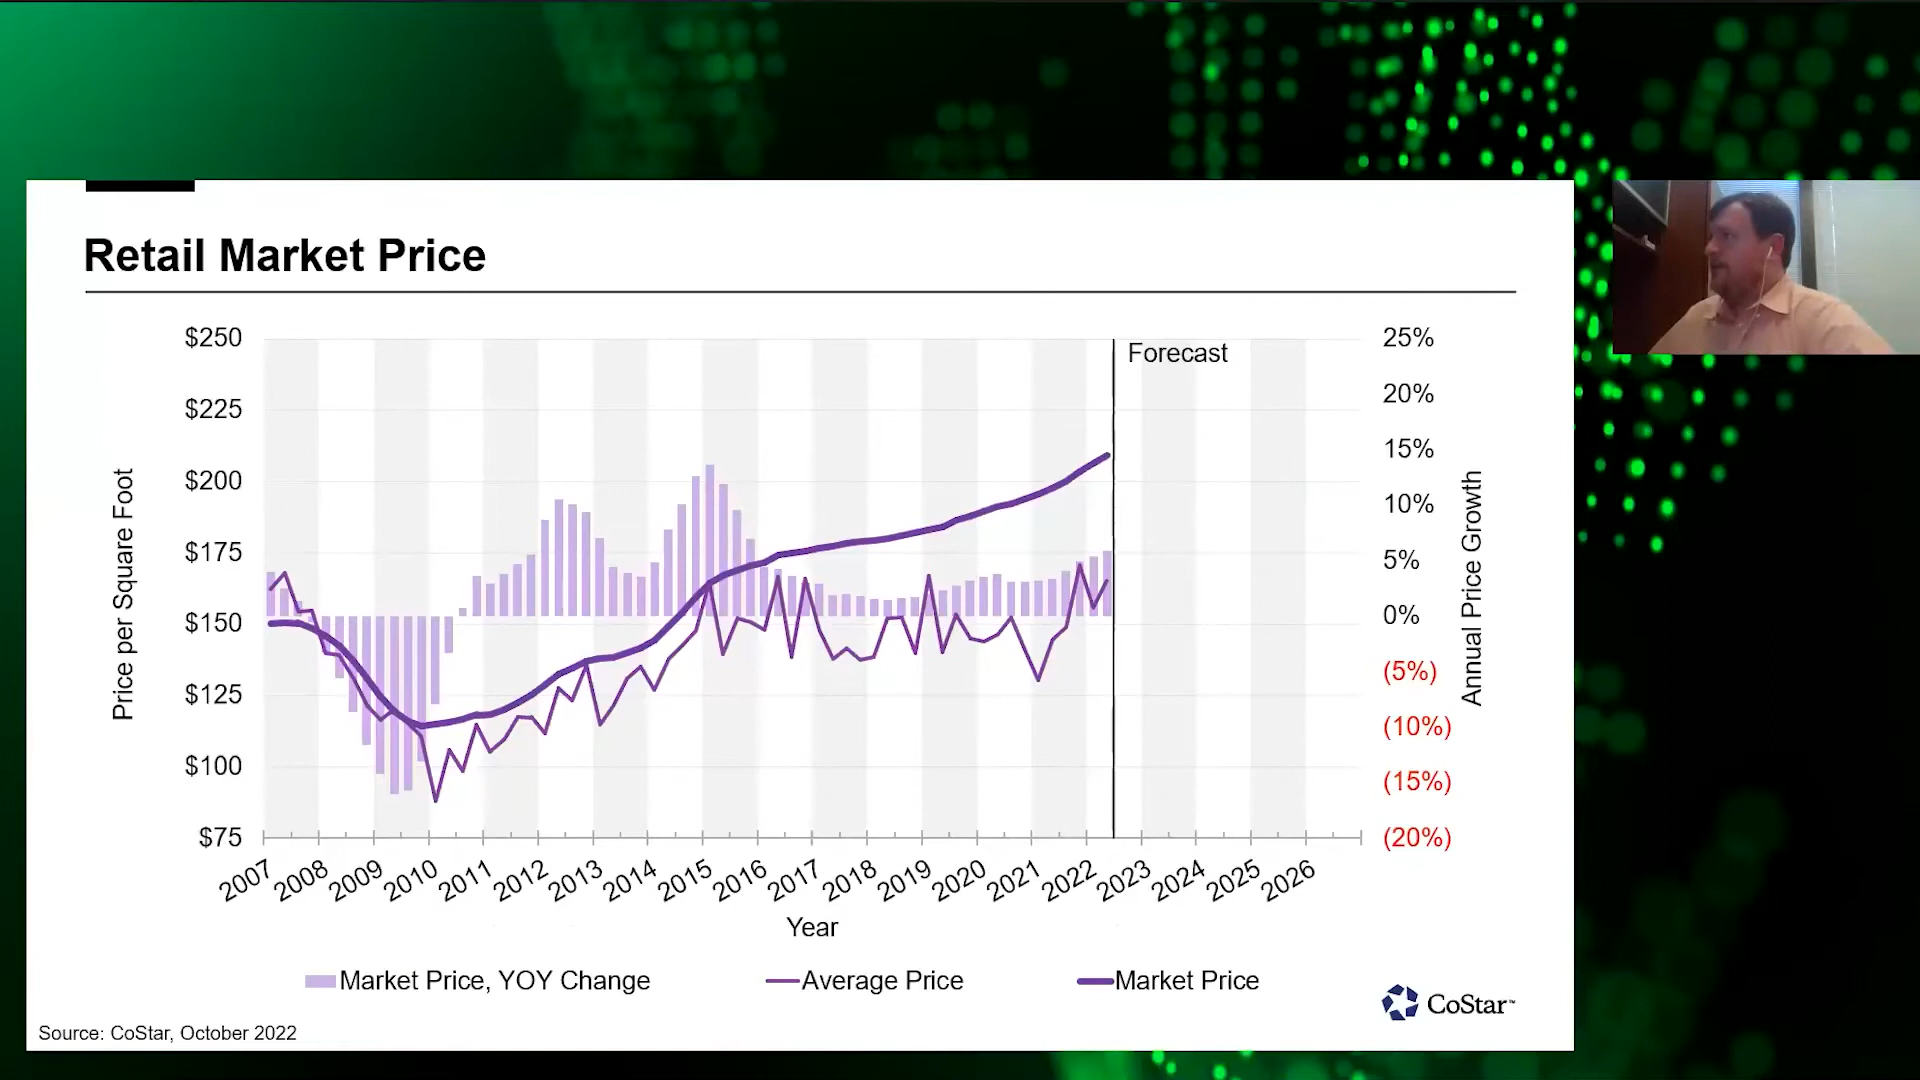 Retail Market Price
Forecast
$250
$225
$200
$175
$150
$125
$100
$75
Price per Square Foot
25%
20%
15%
10%
5%
0%
(5%)
(10%)
(15%)
(20%)
Annual Price Growth
2007 2008 2009 2010 2011 2012 2013 2014 2015 2016 2017 2018 2019 2020 2021 2022 2023 2024 2025 2026
Year
Market Price, YOY Change Average Price Market Price
CoStar™
Source: CoStar, October 2022